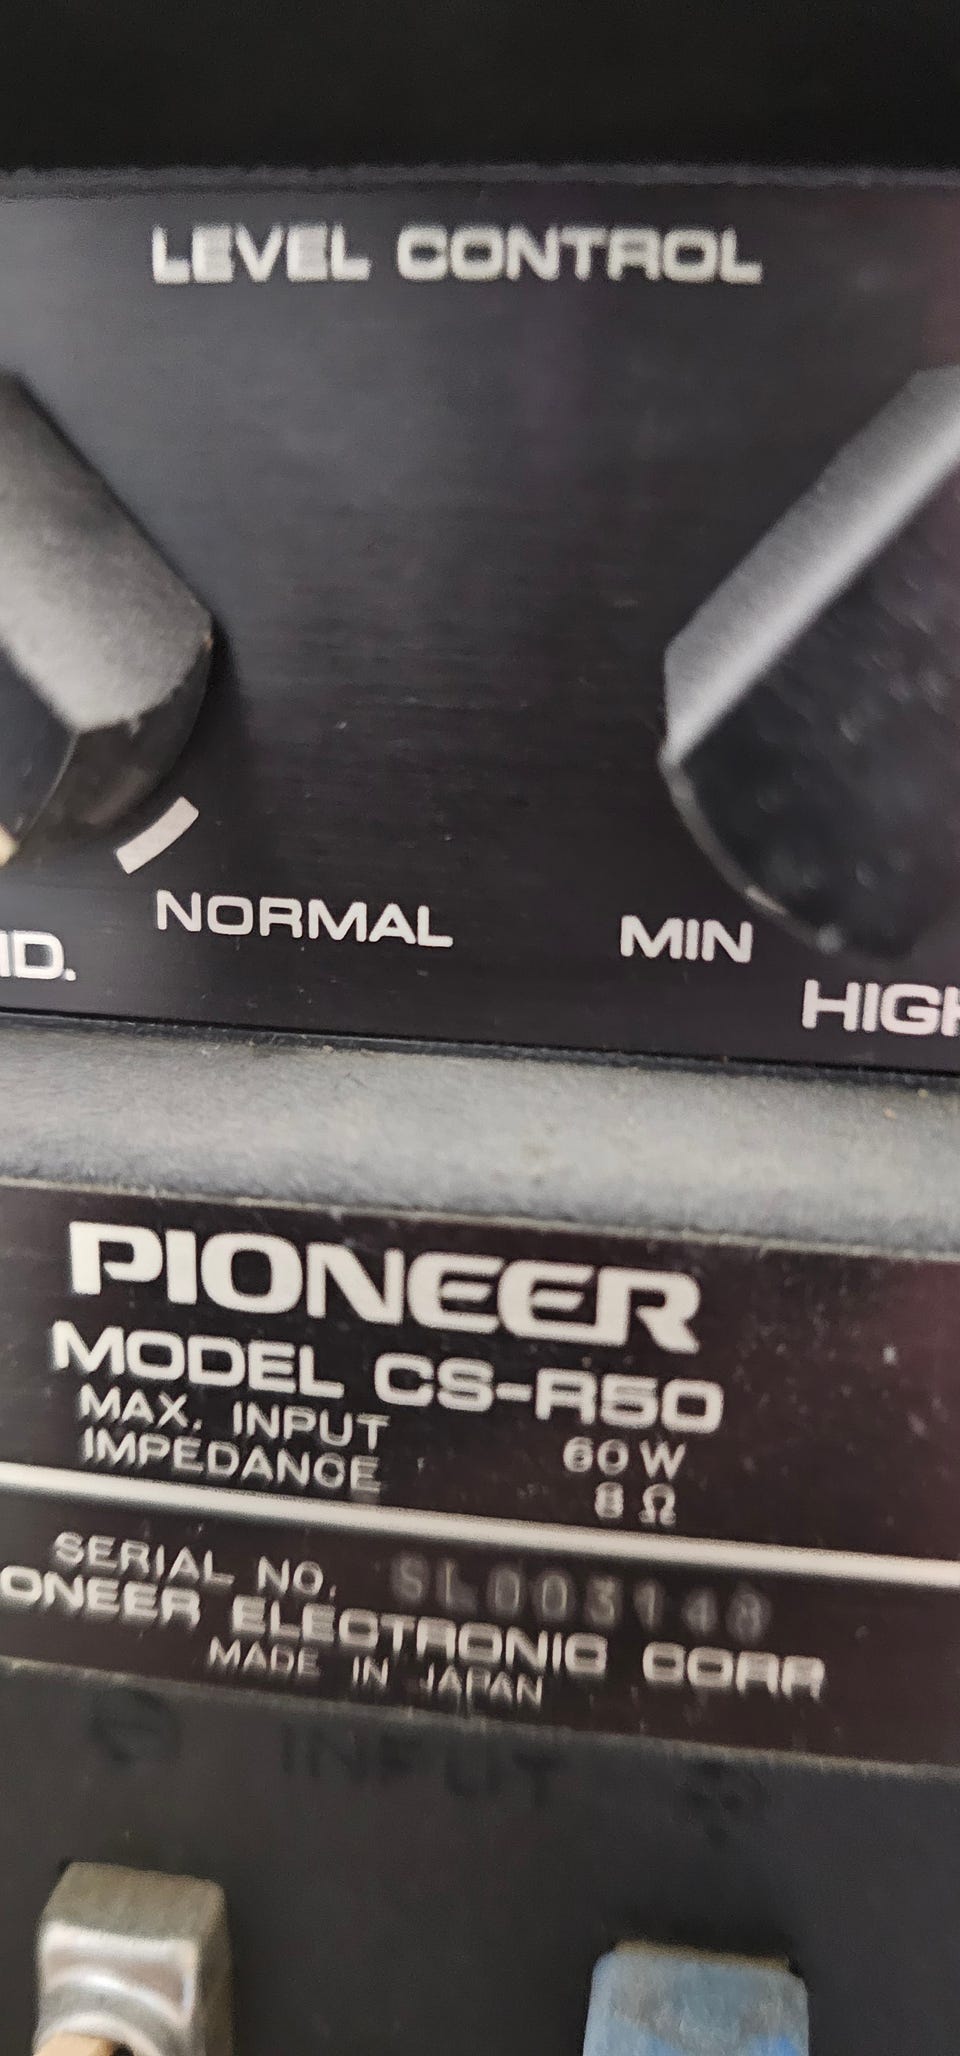 LEVEL CONTROL
NORMAL
MIN
ID.
HIGH
PIONEER
MODEL CS-R50
MAX. INPUT 60W
IMPEDANCE 8 Ω
SERIAL NO.
ONEER ELECTRONIC CORP
MADE IN JAPAN
INPUT